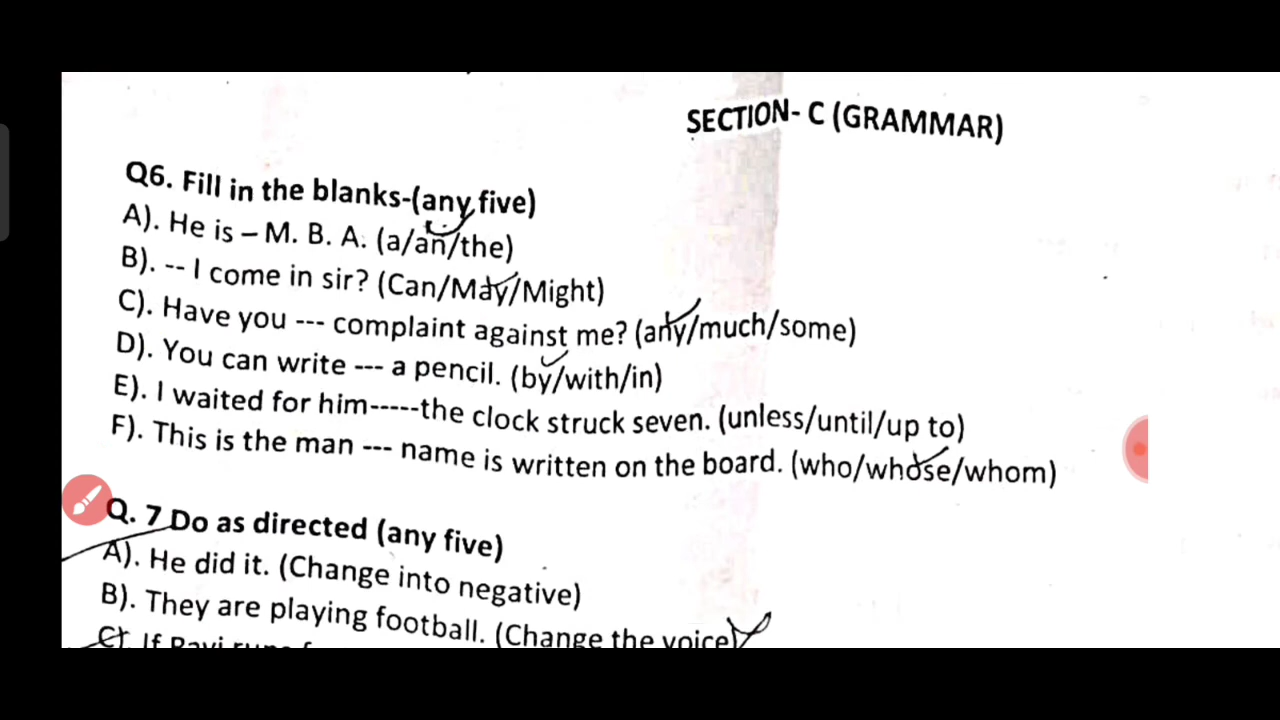 SECTION- C (GRAMMAR)
Q6. Fill in the blanks-(any five)
A). He is – M. B. A. (a/an/the)
B). -- I come in sir? (Can/May/Might)
C). Have you --- complaint against me? (any/much/some)
D). You can write --- a pencil. (by/with/in)
E). I waited for him-----the clock struck seven. (unless/until/up to)
F). This is the man --- name is written on the board. (who/whose/whom)
Q. 7 Do as directed (any five)
A). He did it. (Change into negative)
B). They are playing football. (Change the voice)
If Ravi runs